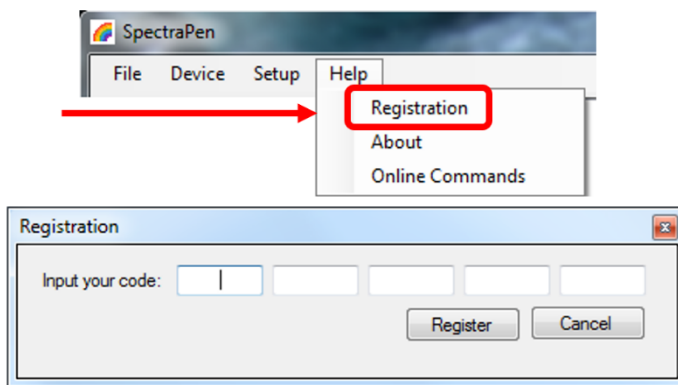 SpectraPen
File Device Setup Help
Registration
About
Online Commands
Registration
Input your code:
Register Cancel